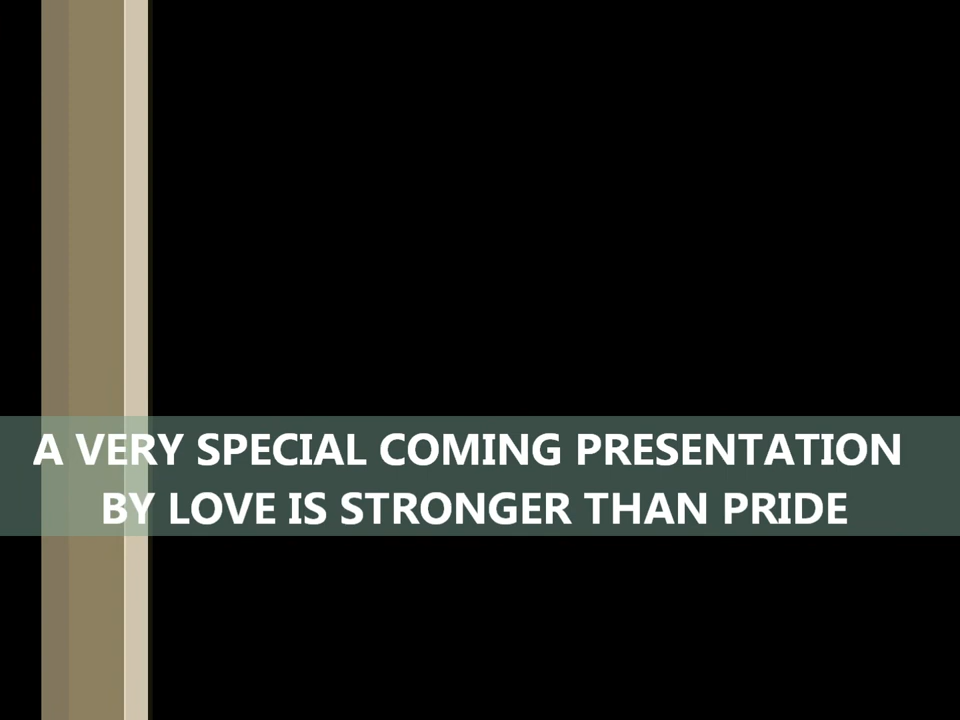 A VERY SPECIAL COMING PRESENTATION
BY LOVE IS STRONGER THAN PRIDE